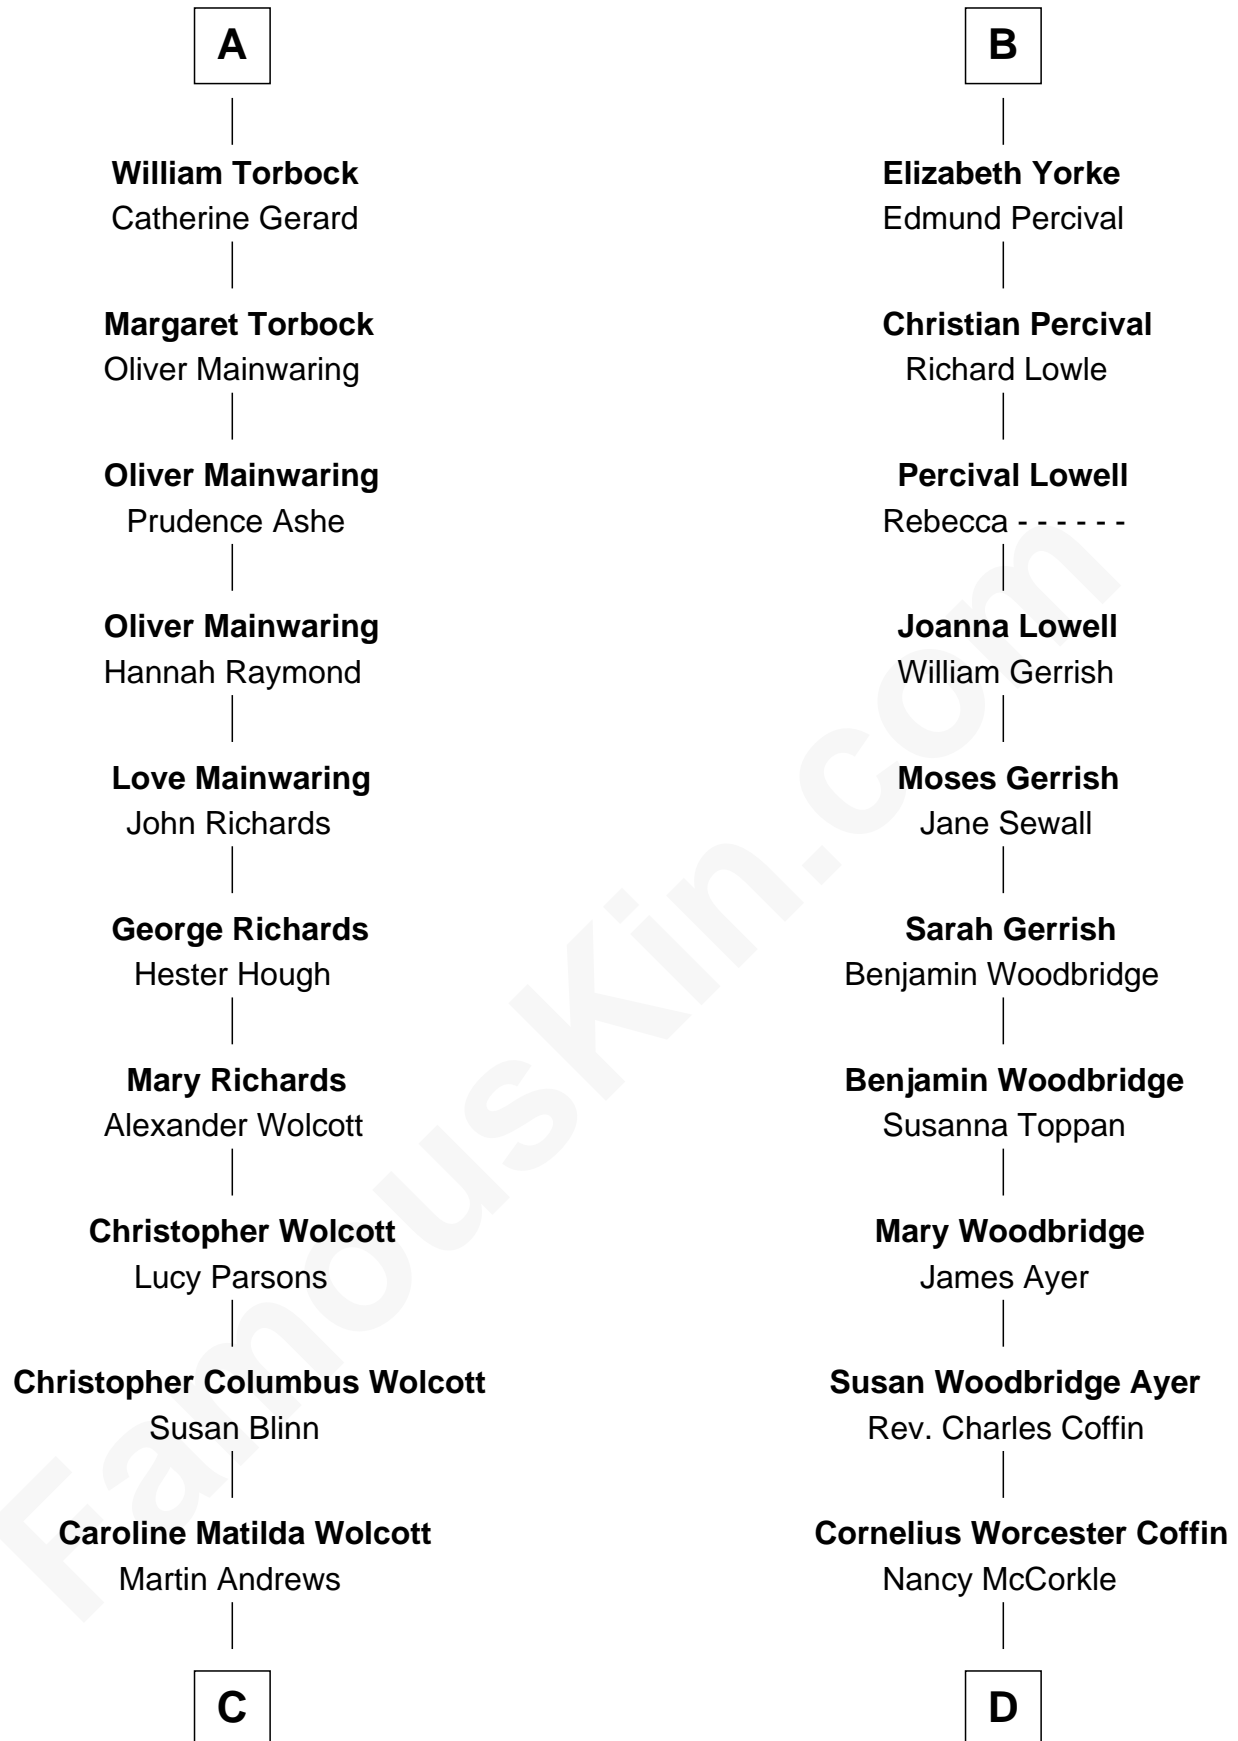 A
William Torbock
Catherine Gerard
Margaret Torbock
Oliver Mainwaring
Oliver Mainwaring
Prudence Ashe
Oliver Mainwaring
Hannah Raymond
Love Mainwaring
John Richards
George Richards
Hester Hough
Mary Richards
Alexander Wolcott
Christopher Wolcott
Lucy Parsons
Christopher Columbus Wolcott
Susan Blinn
Caroline Matilda Wolcott
Martin Andrews
C
B
Elizabeth Yorke
Edmund Percival
Christian Percival
Richard Lowle
Percival Lowell
Rebecca - - - - - -
Joanna Lowell
William Gerrish
Moses Gerrish
Jane Sewall
Sarah Gerrish
Benjamin Woodbridge
Benjamin Woodbridge
Susanna Toppan
Mary Woodbridge
James Ayer
Susan Woodbridge Ayer
Rev. Charles Coffin
Cornelius Worcester Coffin
Nancy McCorkle
D
FamousKin.com